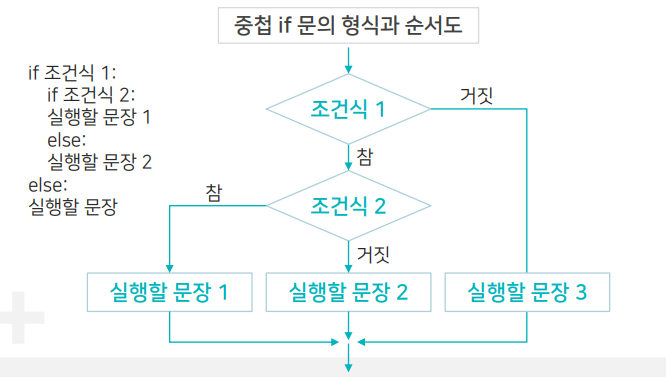 중첩 if 문의 형식과 순서도
if 조건식 1:
if 조건식 2:
실행할 문장 1
else:
실행할 문장 2
else:
실행할 문장
조건식 1
거짓
참
조건식 2
참
거짓
실행할 문장 1
실행할 문장 2
실행할 문장 3